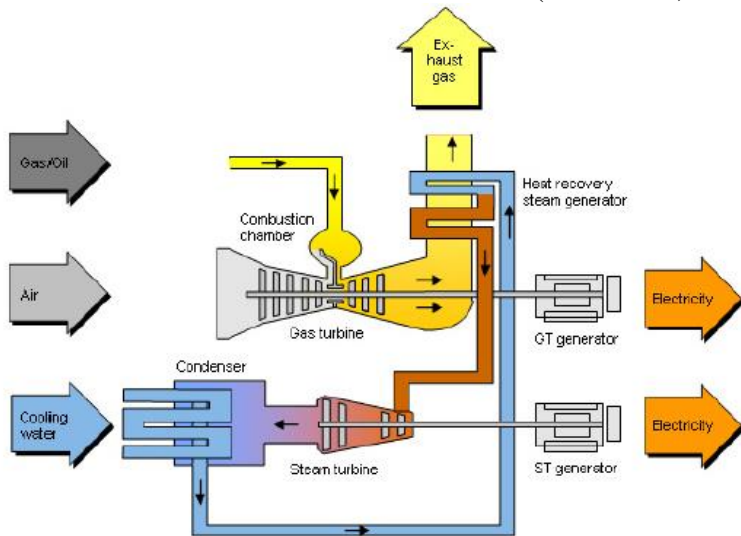 Ex-
haust
gas
Gas/Oil
Heat recovery
steam generator
Combustion
chamber
Air
Electricity
Gas turbine
GT generator
Condenser
Cooling
water
Electricity
Steam turbine
ST generator